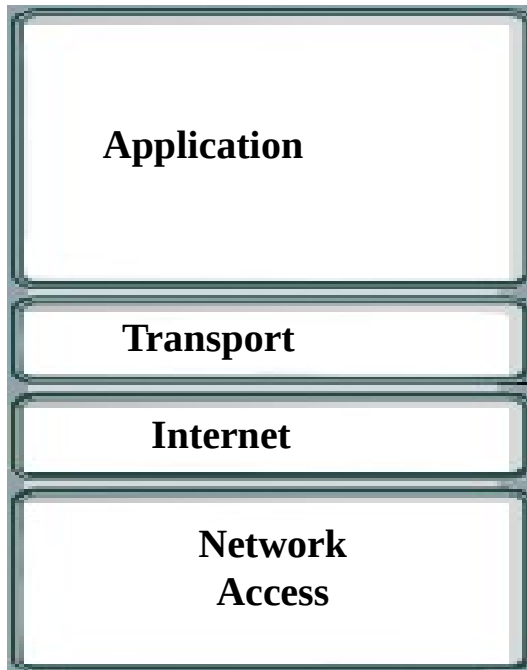 Application
Transport
Internet
Network
Access